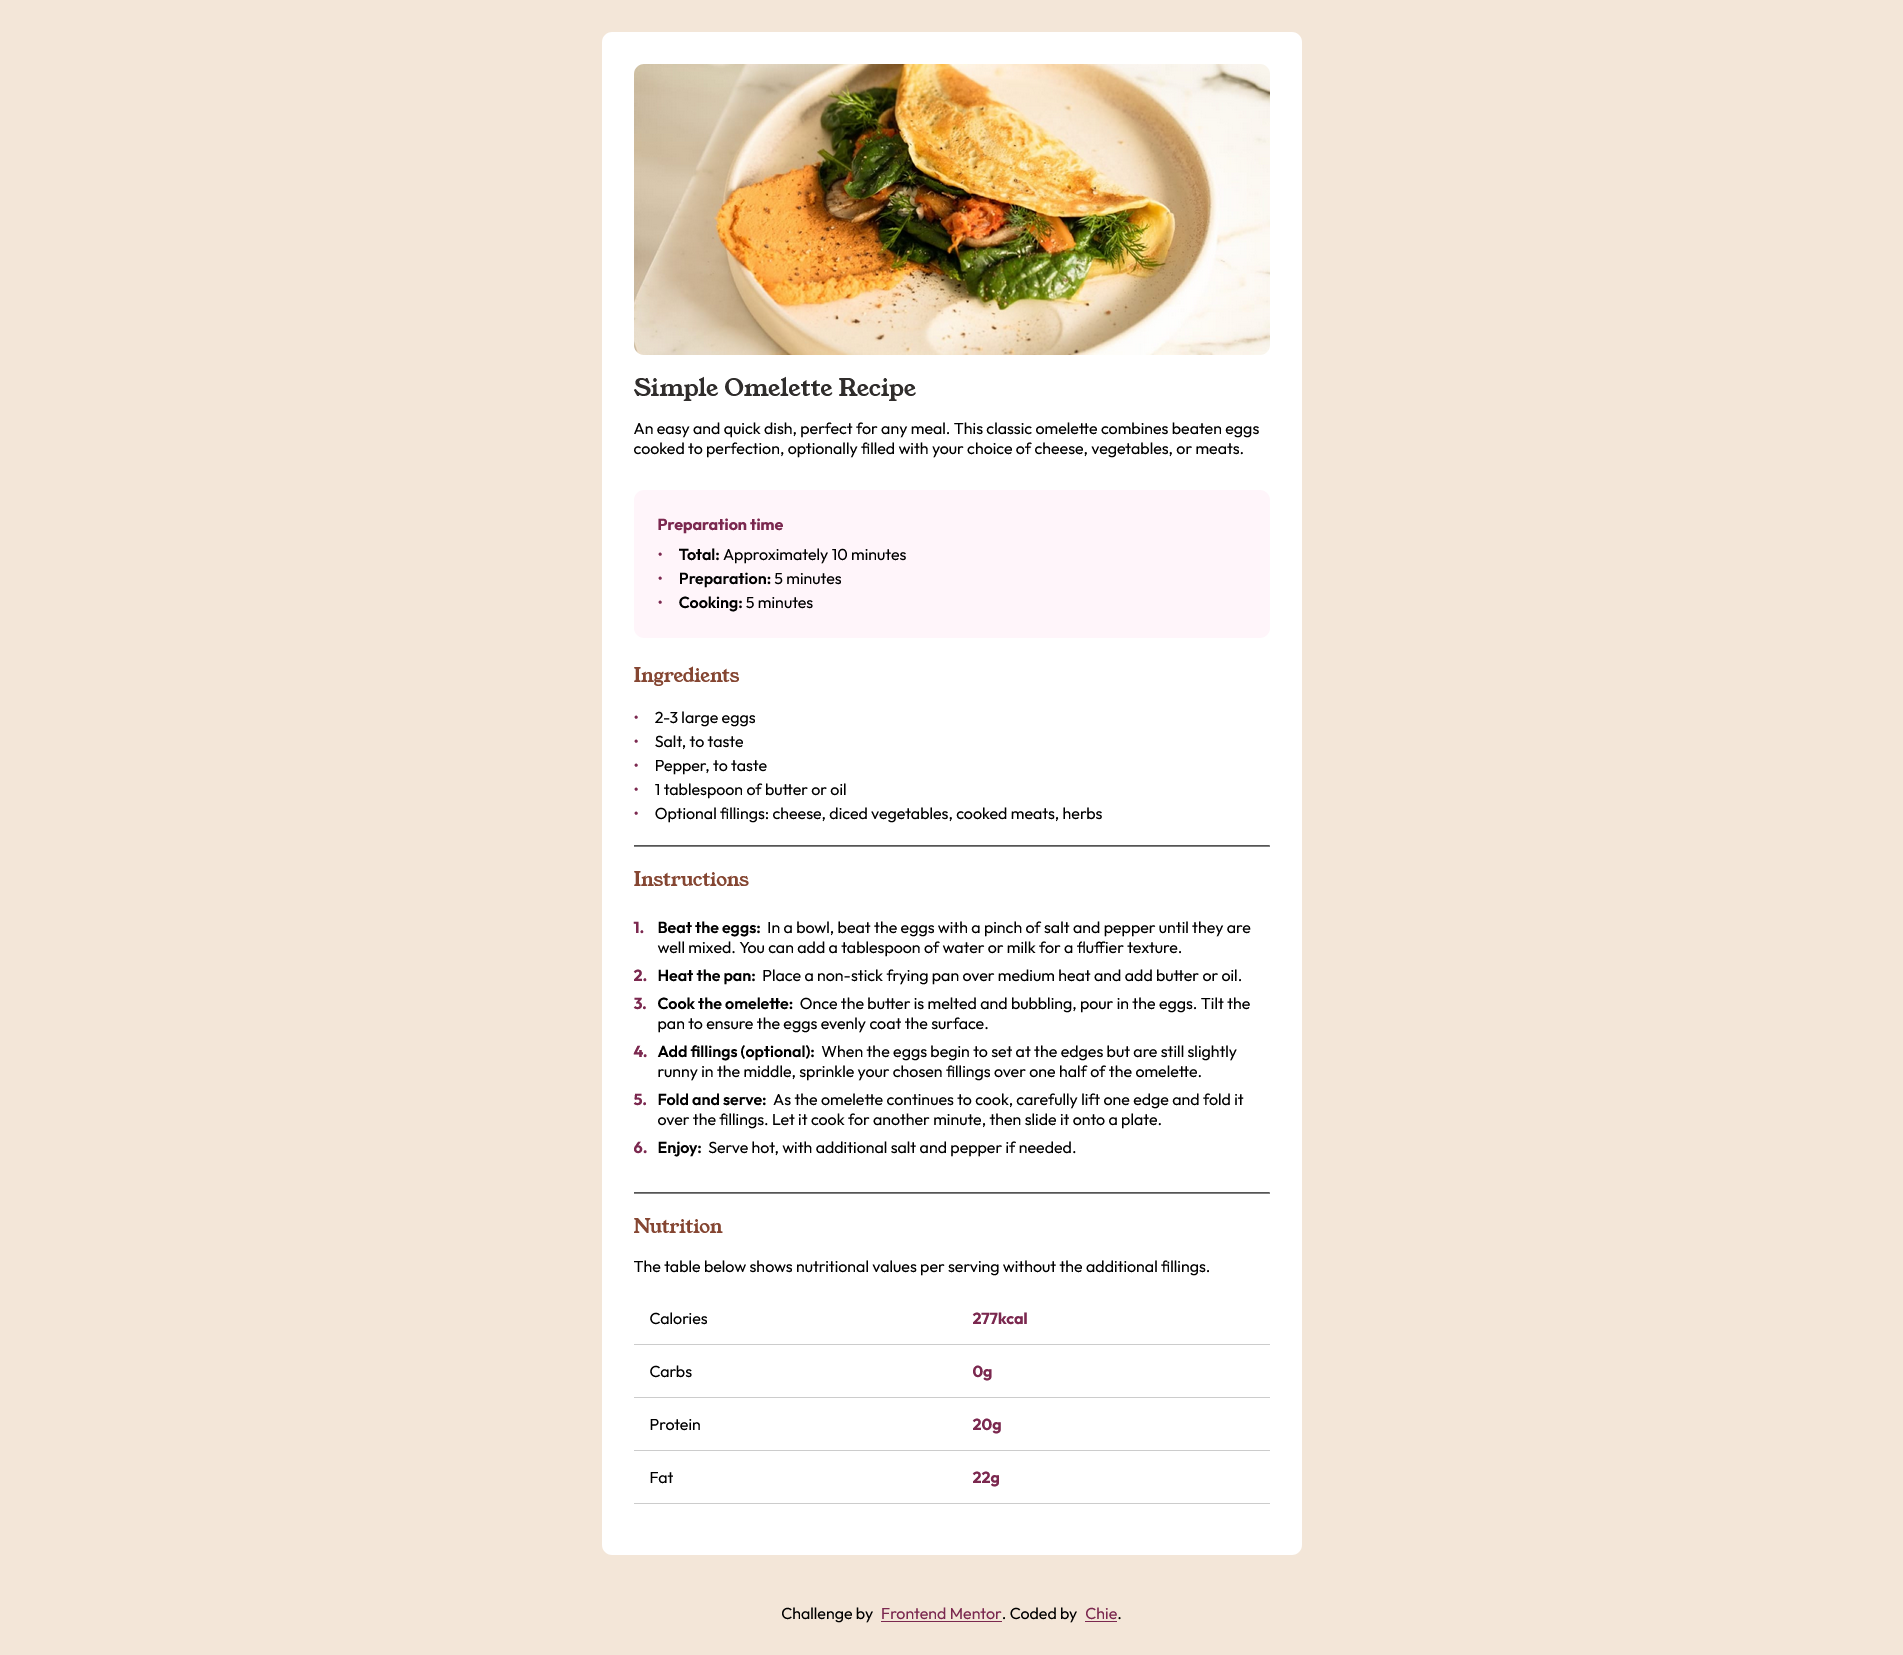 Simple Omelette Recipe
An easy and quick dish, perfect for any meal. This classic omelette combines beaten eggs
cooked to perfection, optionally filled with your choice of cheese, vegetables, or meats.
Preparation time
• Total: Approximately 10 minutes
• Preparation: 5 minutes
• Cooking: 5 minutes
Ingredients
• 2-3 large eggs
• Salt, to taste
• Pepper, to taste
• 1 tablespoon of butter or oil
• Optional fillings: cheese, diced vegetables, cooked meats, herbs
Instructions
1. Beat the eggs: In a bowl, beat the eggs with a pinch of salt and pepper until they are
well mixed. You can add a tablespoon of water or milk for a fluffier texture.
2. Heat the pan: Place a non-stick frying pan over medium heat and add butter or oil.
3. Cook the omelette: Once the butter is melted and bubbling, pour in the eggs. Tilt the
pan to ensure the eggs evenly coat the surface.
4. Add fillings (optional): When the eggs begin to set at the edges but are still slightly
runny in the middle, sprinkle your chosen fillings over one half of the omelette.
5. Fold and serve: As the omelette continues to cook, carefully lift one edge and fold it
over the fillings. Let it cook for another minute, then slide it onto a plate.
6. Enjoy: Serve hot, with additional salt and pepper if needed.
Nutrition
The table below shows nutritional values per serving without the additional fillings.
Calories 277kcal
Carbs 0g
Protein 20g
Fat 22g
Challenge by Frontend Mentor. Coded by Chie.